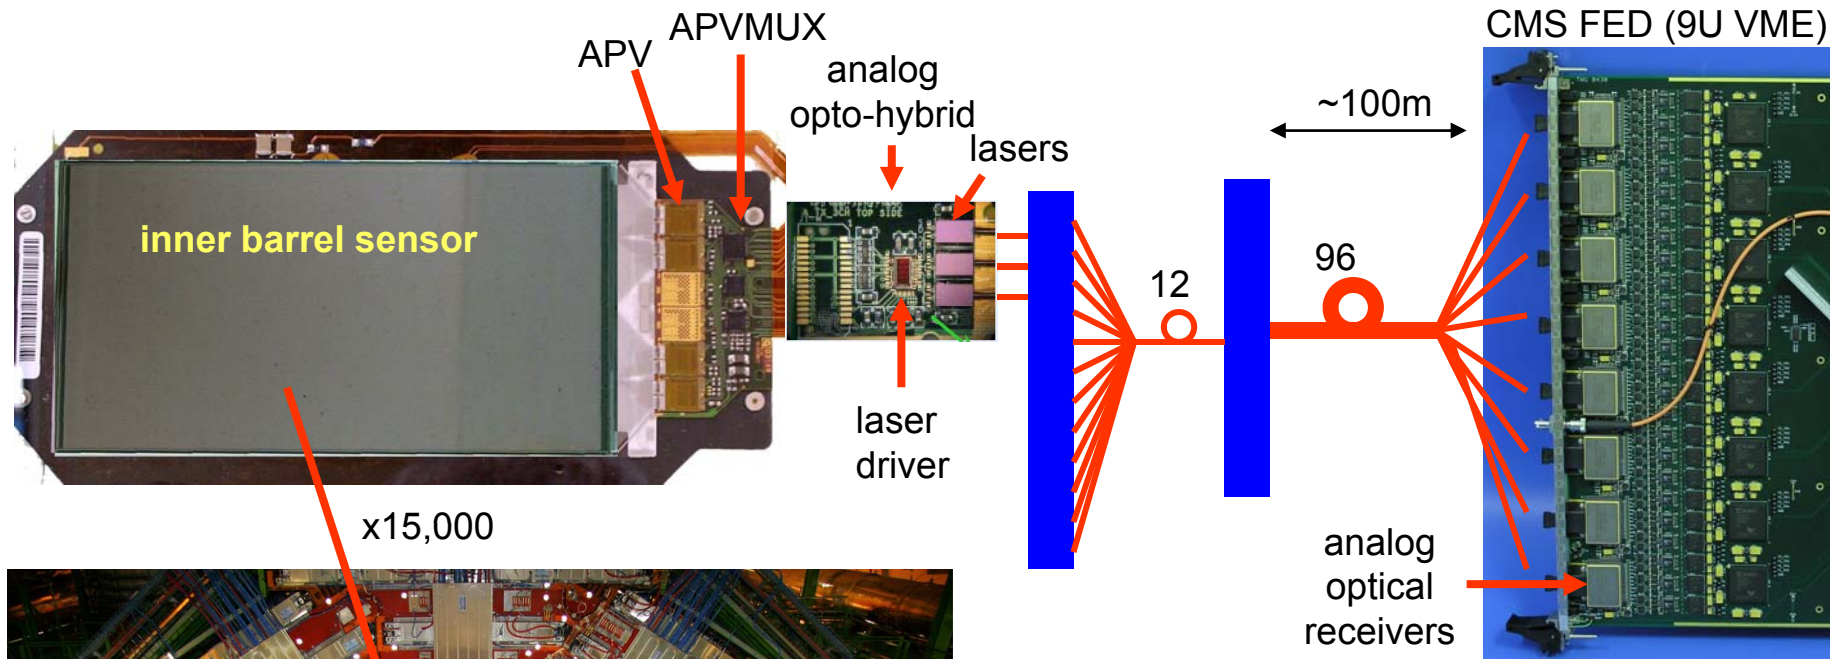 CMS FED (9U VME)
APVMUX
APV
analog
opto-hybrid
~100m
lasers
inner barrel sensor
12
96
laser
driver
x15,000
analog
optical
receivers